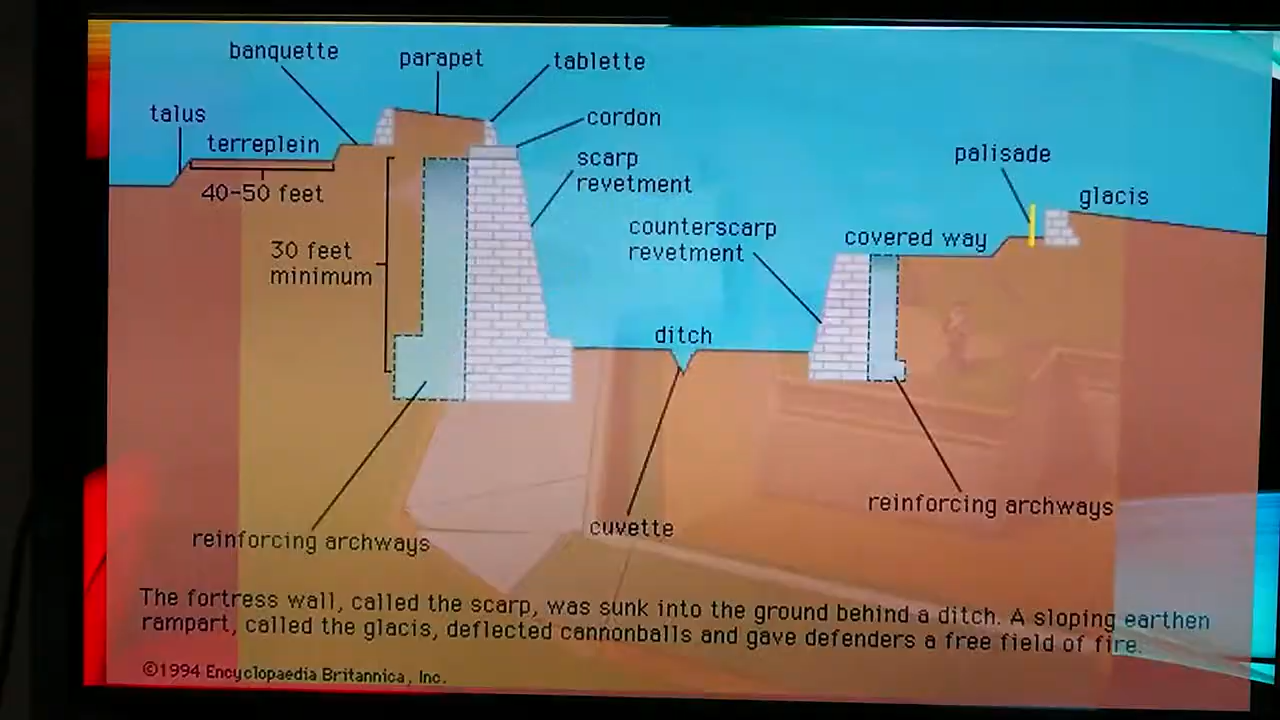 banquette
parapet
tablette
talus
terreplein
cordon
40-50 feet
scarp
revetment
palisade
glacis
30 feet
minimum
counterscarp
revetment
covered way
ditch
reinforcing archways
cuvette
reinforcing archways
The fortress wall, called the scarp, was sunk into the ground behind a ditch. A sloping earthen
rampart, called the glacis, deflected cannonballs and gave defenders a free field of fire.
©1994 Encyclopaedia Britannica, Inc.